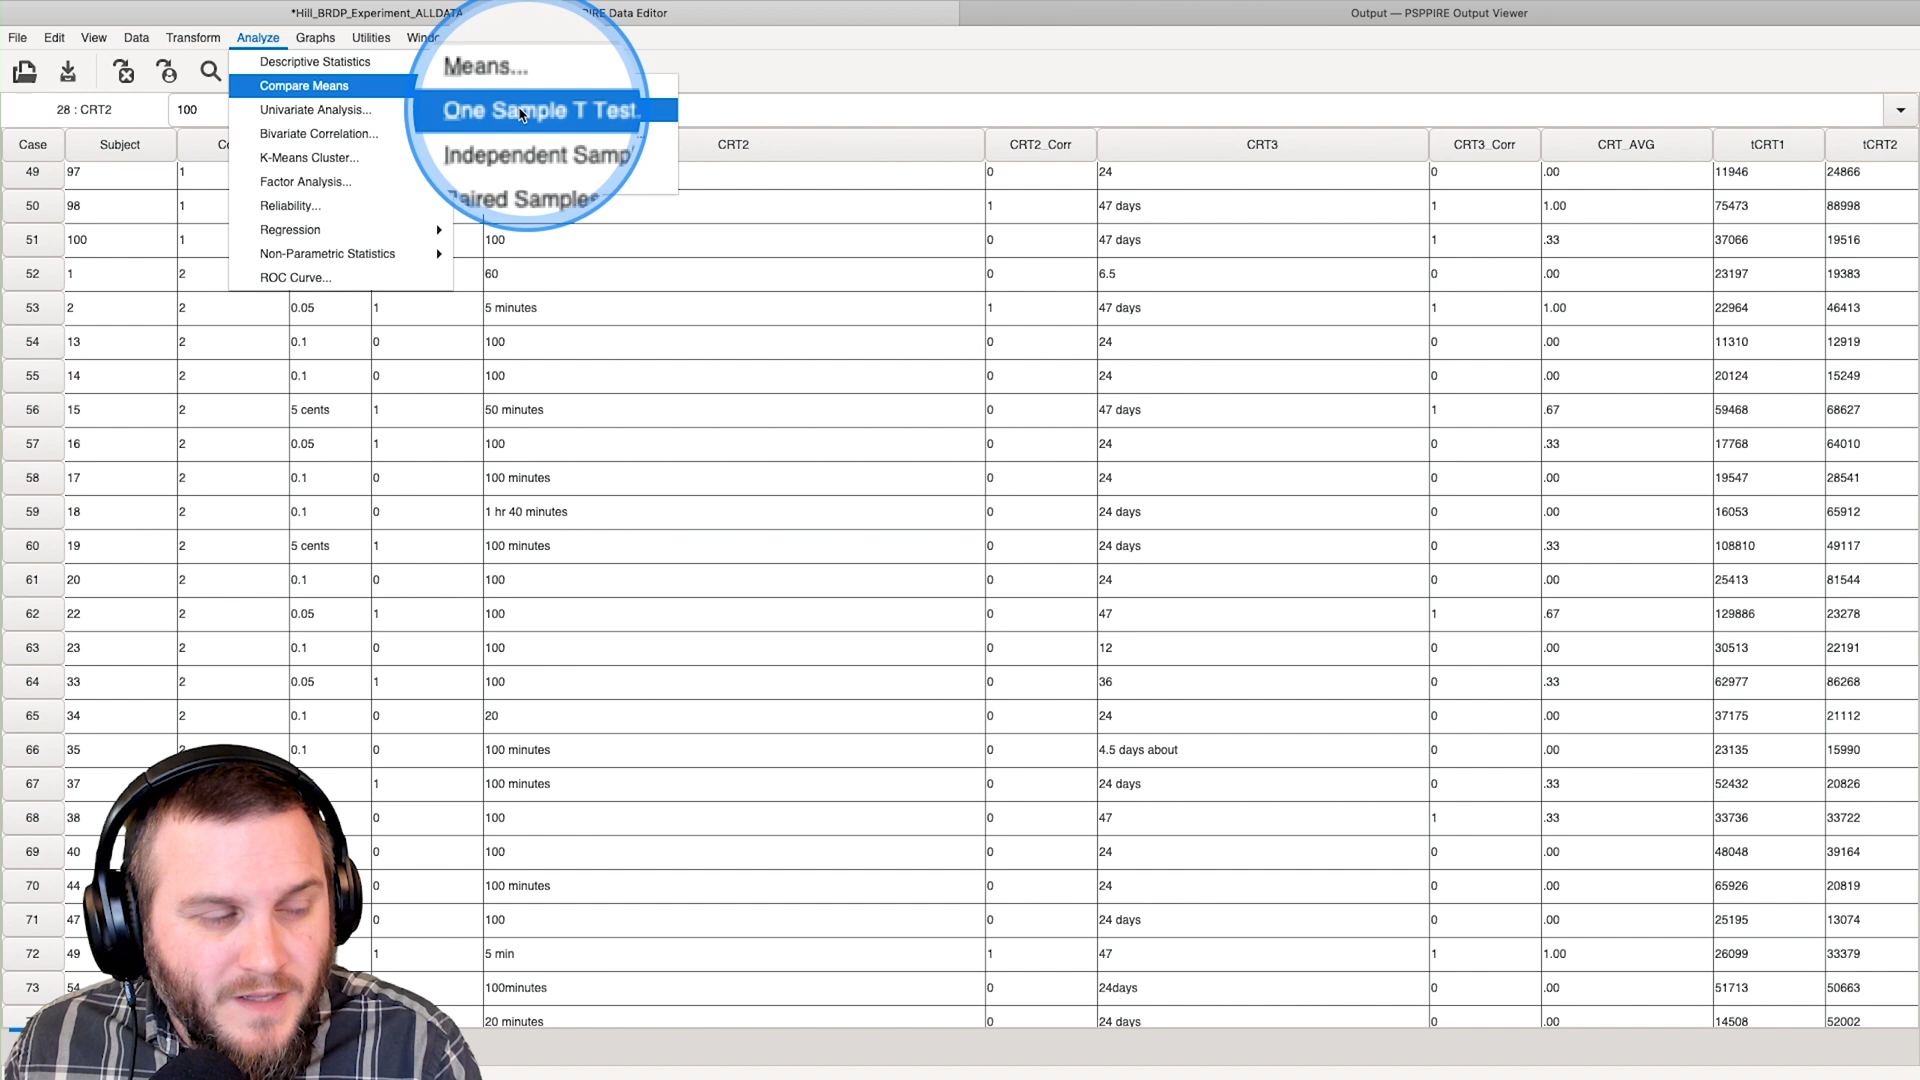 *Hill_BRDP_Experiment_ALLDATA PIRE Data Editor Output — PSPPIRE Output Viewer
File Edit View Data Transform Analyze Graphs Utilities
Descriptive Statistics
Compare Means
Univariate Analysis...
Bivariate Correlation...
K-Means Cluster...
Factor Analysis...
Reliability...
Regression
Non-Parametric Statistics
ROC Curve...
Means...
One Sample T Test
Independent Samp
Paired Samples
28 : CRT2 100
Case Subject CRT2 CRT2_Corr CRT3 CRT3_Corr CRT_AVG tCRT1 tCRT2
49 97 1 0 24 0 .00 11946 24866
50 98 1 1 47 days 1 1.00 75473 88998
51 100 1 100 0 47 days 1 .33 37066 19516
52 1 2 60 0 6.5 0 .00 23197 19383
53 2 2 0.05 1 5 minutes 1 47 days 1 1.00 22964 46413
54 13 2 0.1 0 100 0 24 0 .00 11310 12919
55 14 2 0.1 0 100 0 24 0 .00 20124 15249
56 15 2 5 cents 1 50 minutes 0 47 days 1 .67 59468 68627
57 16 2 0.05 1 100 0 24 0 .33 17768 64010
58 17 2 0.1 0 100 minutes 0 24 0 .00 19547 28541
59 18 2 0.1 0 1 hr 40 minutes 0 24 days 0 .00 16053 65912
60 19 2 5 cents 1 100 minutes 0 24 days 0 .33 108810 49117
61 20 2 0.1 0 100 0 24 0 .00 25413 81544
62 22 2 0.05 1 100 0 47 1 .67 129886 23278
63 23 2 0.1 0 100 0 12 0 .00 30513 22191
64 33 2 0.05 1 100 0 36 0 .33 62977 86268
65 34 2 0.1 0 20 0 24 0 .00 37175 21112
66 35 2 0.1 0 100 minutes 0 4.5 days about 0 .00 23135 15990
67 37 1 100 minutes 0 24 days 0 .33 52432 20826
68 38 0 100 0 47 1 .33 33736 33722
69 40 0 100 0 24 0 .00 48048 39164
70 44 0 100 minutes 0 24 0 .00 65926 20819
71 47 0 100 0 24 days 0 .00 25195 13074
72 49 1 5 min 1 47 1 1.00 26099 33379
73 54 100minutes 0 24days 0 .00 51713 50663
20 minutes 0 24 days 0 .00 14508 52002